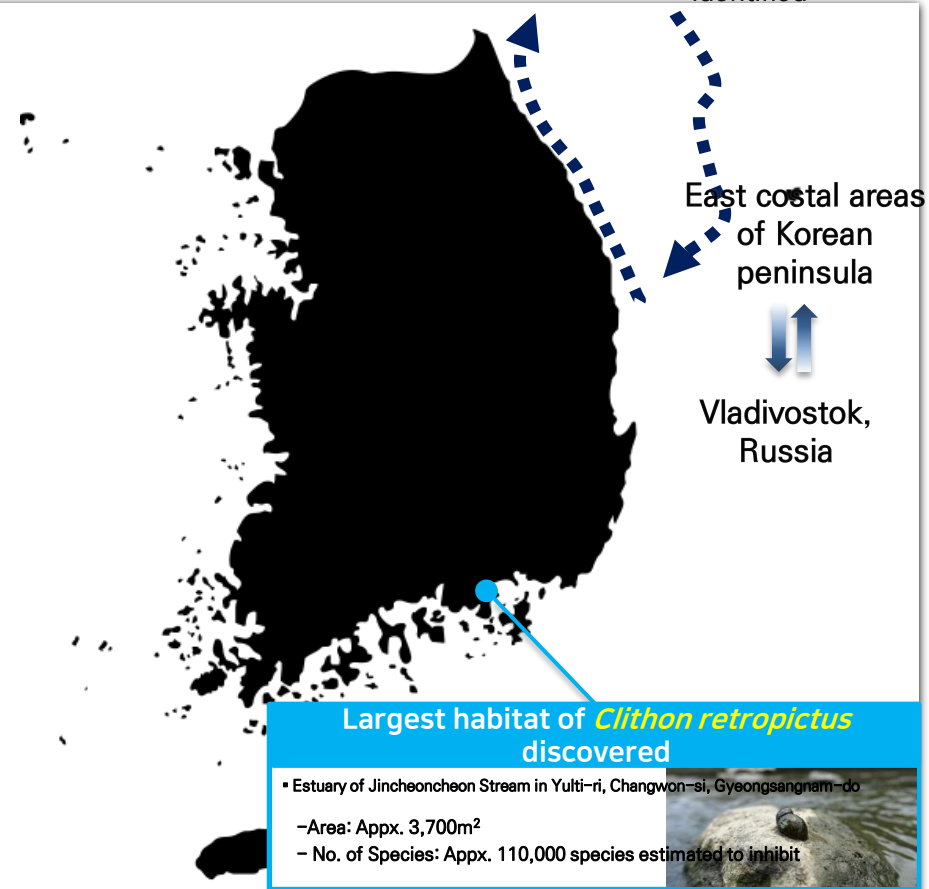 East costal areas
of Korean
peninsula
Vladivostok,
Russia
Largest habitat of Clithon retropictus
discovered
▪ Estuary of Jincheoncheon Stream in Yulti-ri, Changwon-si, Gyeongsangnam-do
-Area: Appx. 3,700m²
- No. of Species: Appx. 110,000 species estimated to inhibit